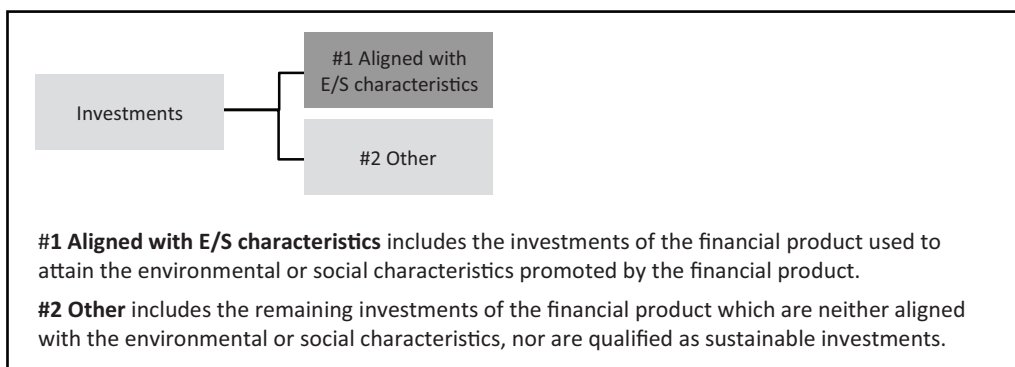 #1 Aligned with
E/S characteristics
Investments
#2 Other
#1 Aligned with E/S characteristics includes the investments of the financial product used to
attain the environmental or social characteristics promoted by the financial product.
#2 Other includes the remaining investments of the financial product which are neither aligned
with the environmental or social characteristics, nor are qualified as sustainable investments.